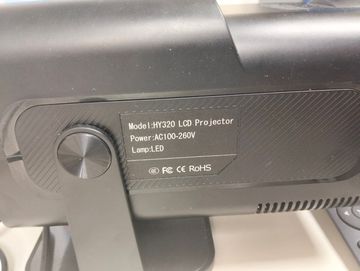 Model:HY320 LCD Projector
Power:AC100-260V
Lamp:LED
FC CE RoHS